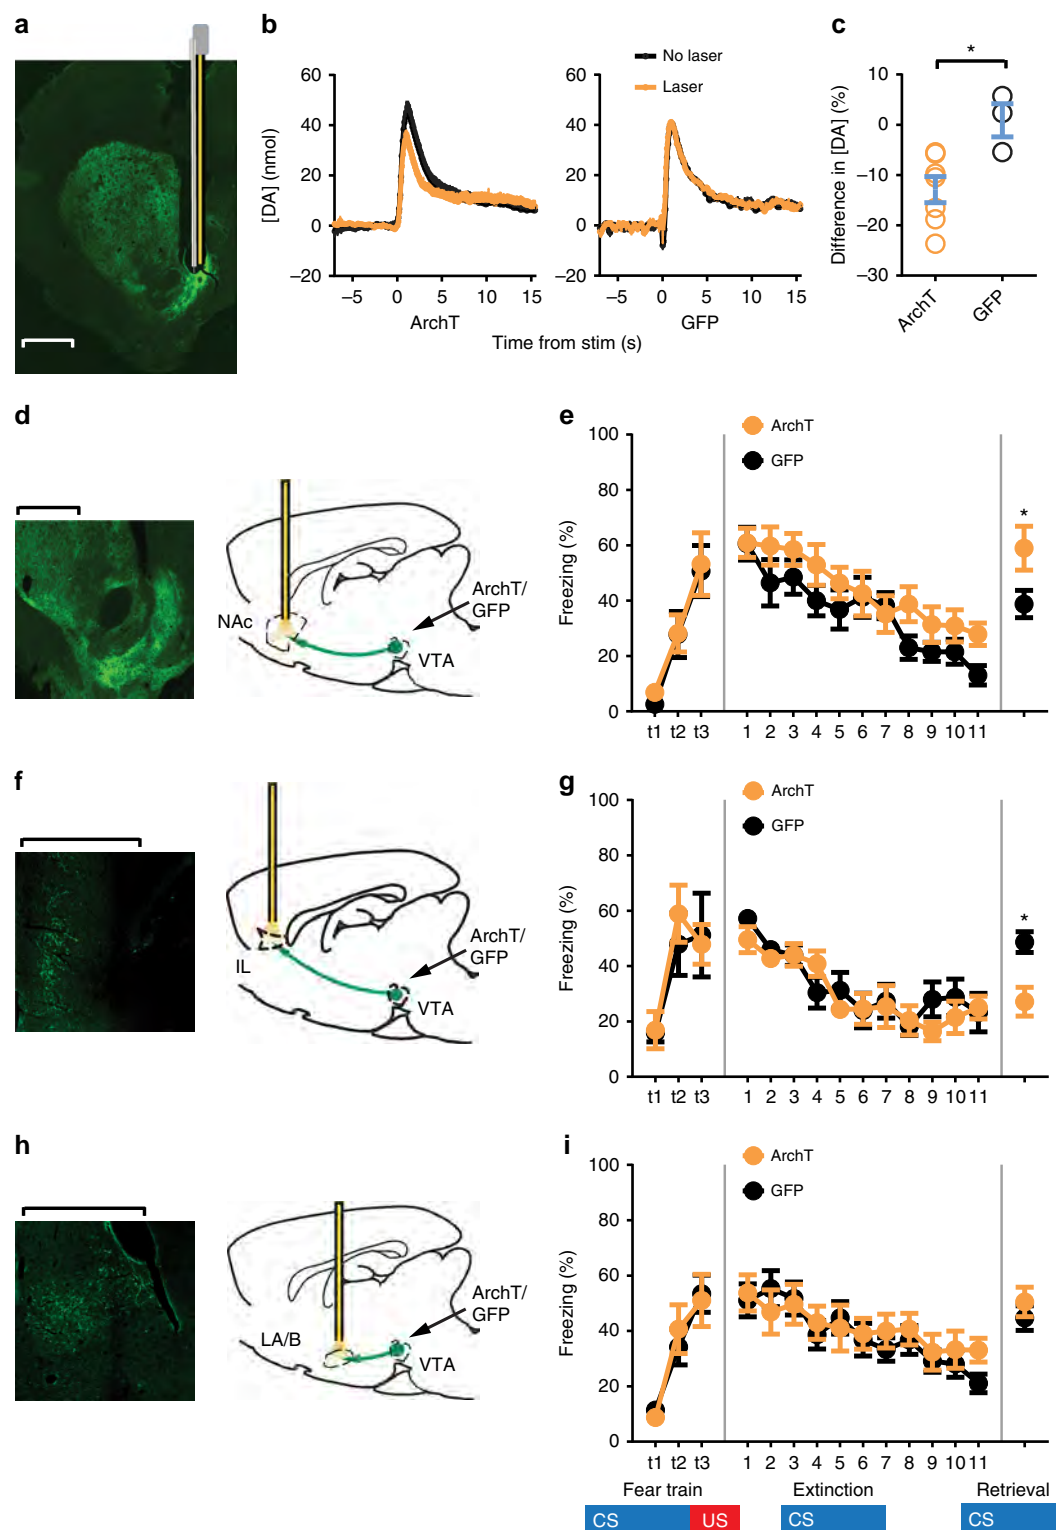 a
b
c
No laser
Laser
[DA] (nmol)
60
40
20
0
−20
−5 0 5 10 15
ArchT
−20
0
20
40
60
−5 0 5 10 15
GFP
Time from stim (s)
*
Difference in [DA] (%)
10
0
−10
−20
−30
ArchT
GFP
d
NAc
ArchT/
GFP
VTA
e
ArchT
GFP
Freezing (%)
100
80
60
40
20
0
*
t1 t2 t3 1 2 3 4 5 6 7 8 9 10 11
f
IL
ArchT/
GFP
VTA
g
ArchT
GFP
Freezing (%)
100
80
60
40
20
0
*
t1 t2 t3 1 2 3 4 5 6 7 8 9 10 11
h
LA/B
ArchT/
GFP
VTA
i
ArchT
GFP
Freezing (%)
100
80
60
40
20
0
t1 t2 t3 1 2 3 4 5 6 7 8 9 10 11
Fear train Extinction Retrieval
CS US CS CS